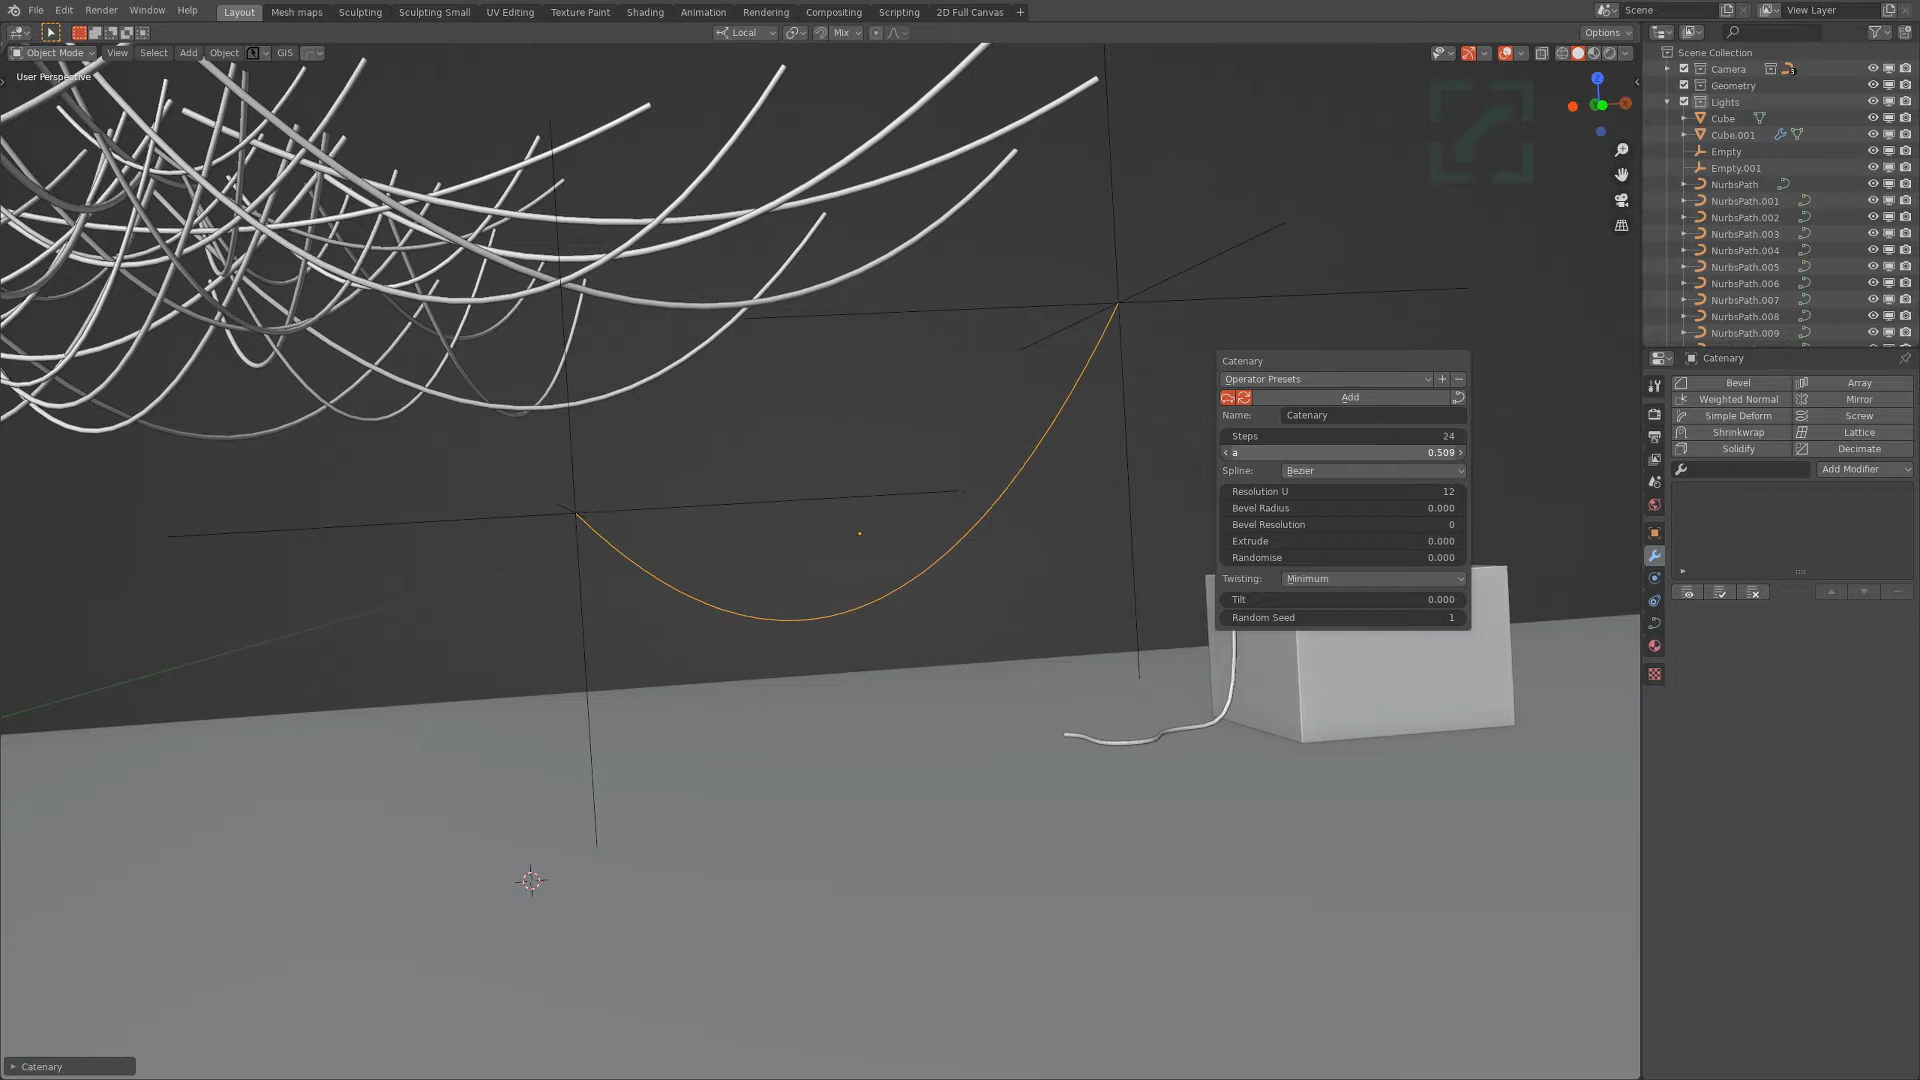 File Edit Render Window Help Layout Mesh maps Sculpting Sculpting Small UV Editing Texture Paint Shading Animation Rendering Compositing Scripting 2D Full Canvas + Scene View Layer
Local Mix Options
Object Mode View Select Add Object GIS
User Perspective
Z
X
Scene Collection
Camera 3
Geometry
Lights
Cube
Cube.001
Empty
Empty.001
NurbsPath
NurbsPath.001
NurbsPath.002
NurbsPath.003
NurbsPath.004
NurbsPath.005
NurbsPath.006
NurbsPath.007
NurbsPath.008
NurbsPath.009
Catenary
Bevel Array
Weighted Normal Mirror
Simple Deform Screw
Shrinkwrap Lattice
Solidify Decimate
Add Modifier
Catenary
Operator Presets
Add
Name: Catenary
Steps 24
a 0.509
Spline: Bezier
Resolution U 12
Bevel Radius 0.000
Bevel Resolution 0
Extrude 0.000
Randomise 0.000
Twisting: Minimum
Tilt 0.000
Random Seed 1
Catenary